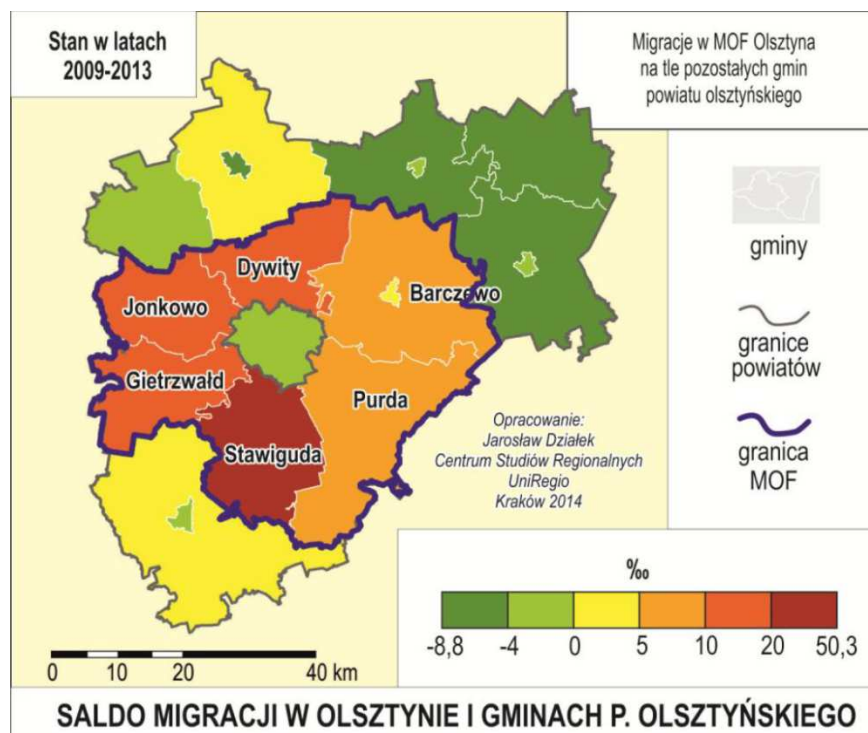 Stan w latach
2009-2013
Migracje w MOF Olsztyna
na tle pozostałych gmin
powiatu olsztyńskiego
gminy
granice
powiatów
granica
MOF
Dywity
Jonkowo
Barczewo
Gietrzwałd
Purda
Stawiguda
Opracowanie:
Jarosław Działek
Centrum Studiów Regionalnych
UniRegio
Kraków 2014
‰
-8,8 -4 0 5 10 20 50,3
0 10 20 40 km
SALDO MIGRACJI W OLSZTYNIE I GMINACH P. OLSZTYŃSKIEGO